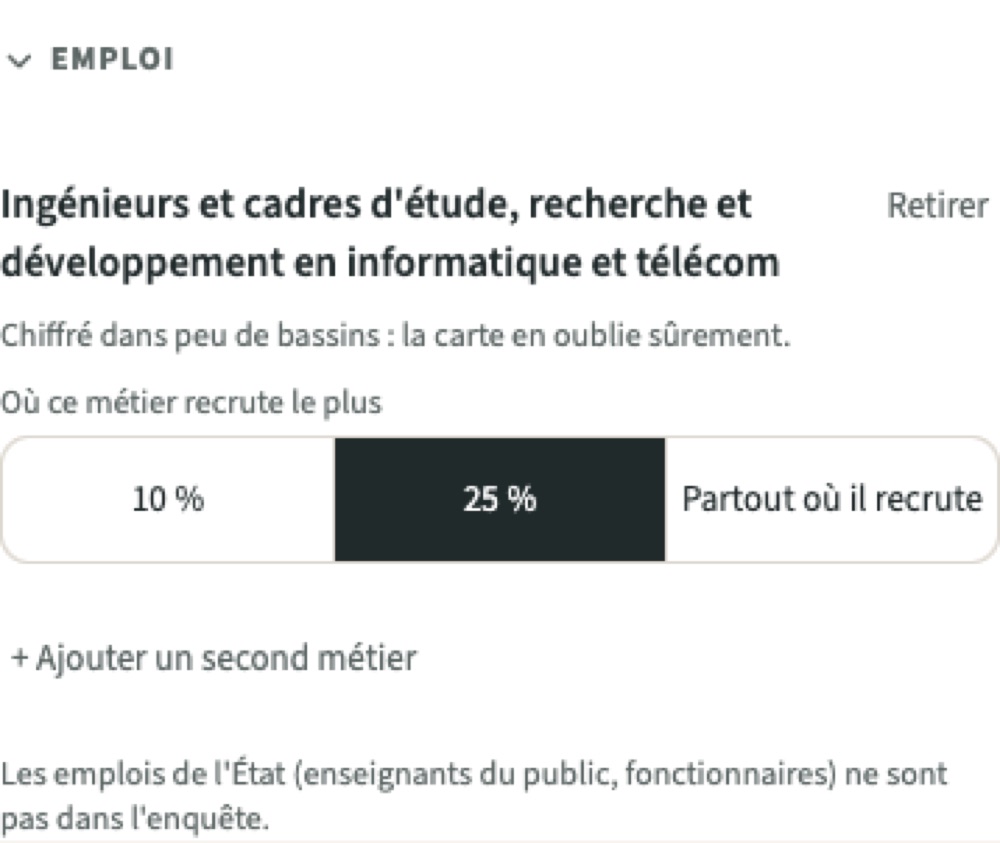 EMPLOI
Ingénieurs et cadres d'étude, recherche et
Retirer
développement en informatique et télécom
Chiffré dans peu de bassins : la carte en oublie sûrement.
Où ce métier recrute le plus
10 %
25 %
Partout où il recrute
+ Ajouter un second métier
Les emplois de l'État (enseignants du public, fonctionnaires) ne sont
pas dans l'enquête.